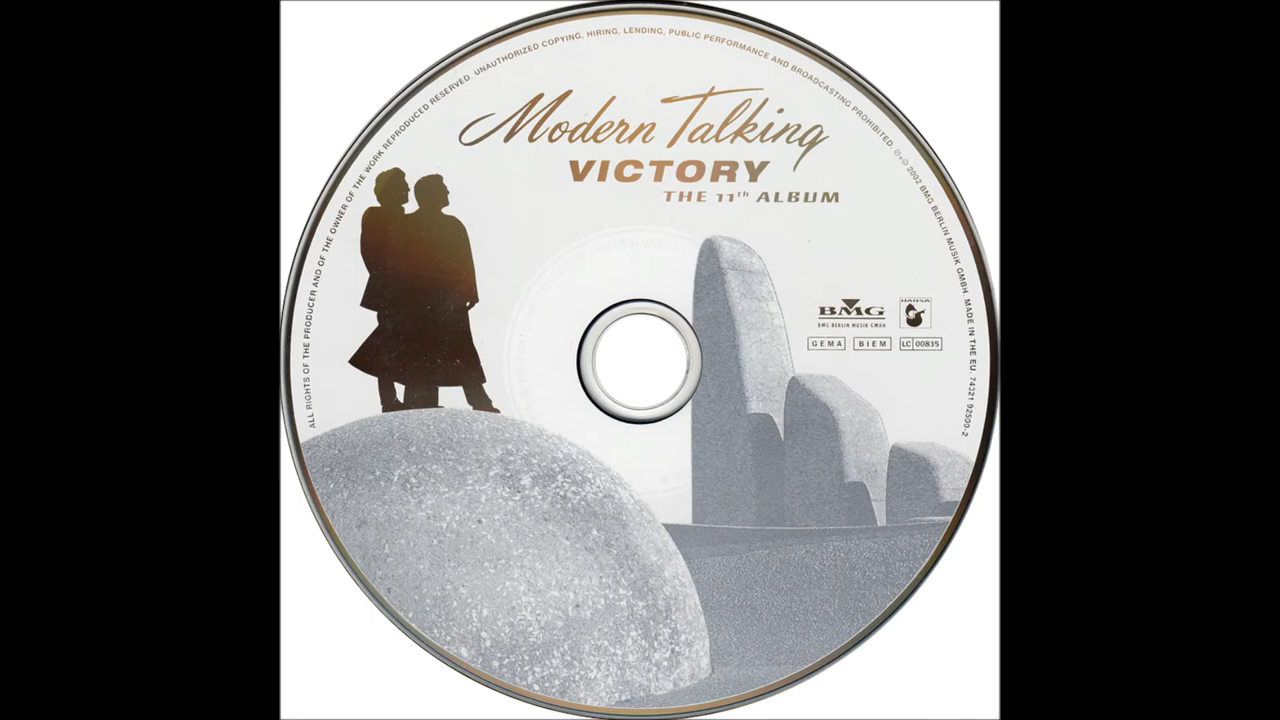 ALL RIGHTS OF THE PRODUCER AND OF THE OWNER OF THE WORK REPRODUCED RESERVED. UNAUTHORIZED COPYING, HIRING, LENDING, PUBLIC PERFORMANCE AND BROADCASTING PROHIBITED. ℗+© 2002 BMG BERLIN MUSIK GMBH. MADE IN THE EU. 74321 92500-2
Modern Talking
VICTORY
THE 11th ALBUM
BMG
BMG BERLIN MUSIK GMBH
HANSA
GEMA BIEM LC 00835